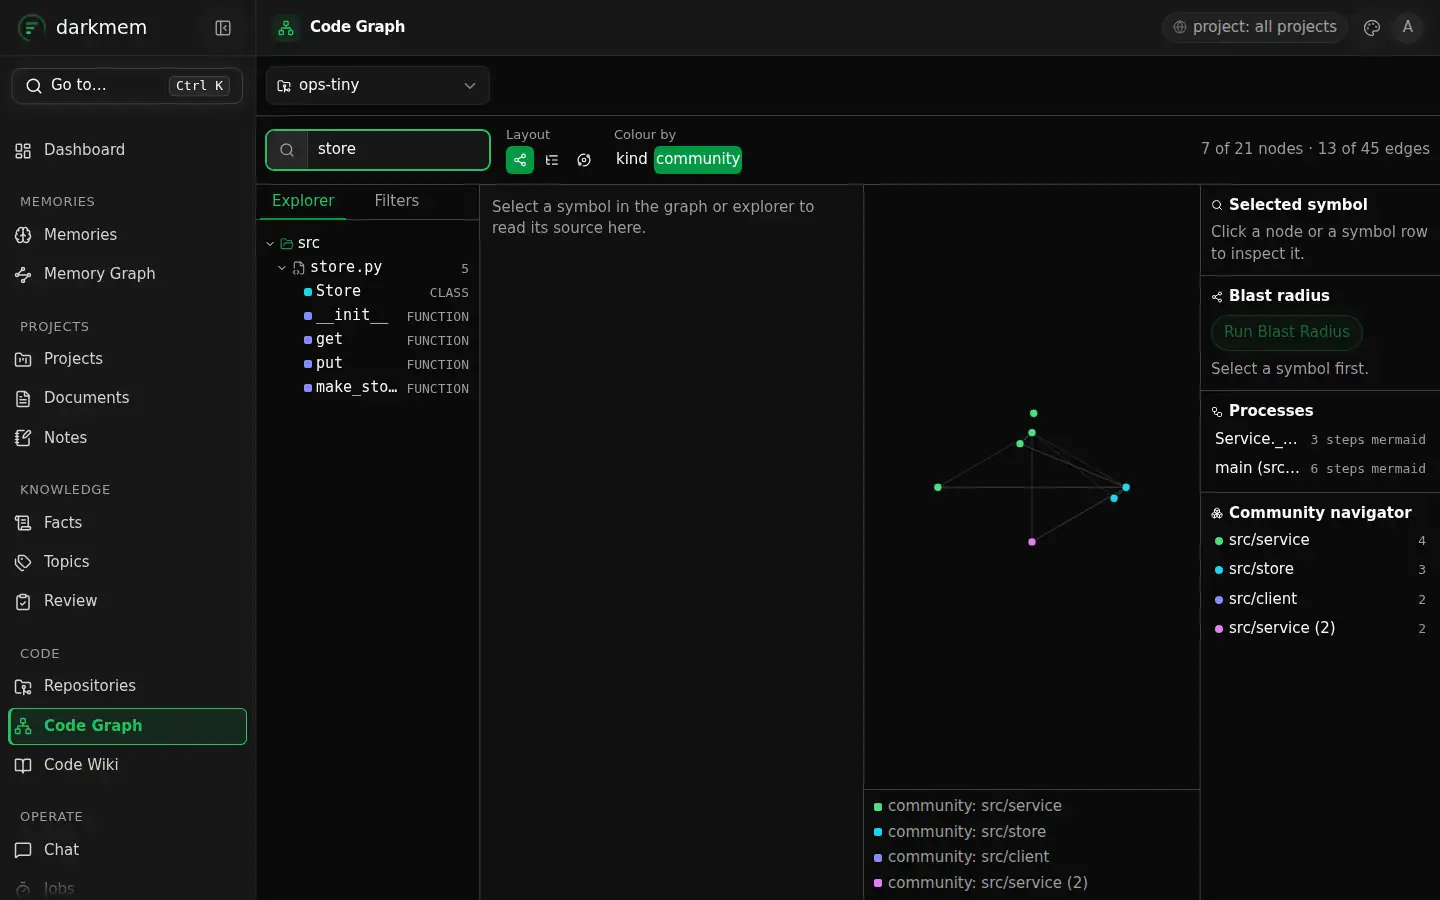 darkmem
Go to...
Ctrl K
Dashboard
MEMORIES
Memories
Memory Graph
PROJECTS
Projects
Documents
Notes
KNOWLEDGE
Facts
Topics
Review
CODE
Repositories
Code Graph
Code Wiki
OPERATE
Chat
Jobs
Code Graph
project: all projects
A
ops-tiny
store
Layout
Colour by
kind community
7 of 21 nodes · 13 of 45 edges
Explorer Filters
src
store.py 5
Store CLASS
__init__ FUNCTION
get FUNCTION
put FUNCTION
make_sto… FUNCTION
Select a symbol in the graph or explorer to
read its source here.
community: src/service
community: src/store
community: src/client
community: src/service (2)
Selected symbol
Click a node or a symbol row
to inspect it.
Blast radius
Run Blast Radius
Select a symbol first.
Processes
Service._… 3 steps mermaid
main (src… 6 steps mermaid
Community navigator
src/service 4
src/store 3
src/client 2
src/service (2) 2